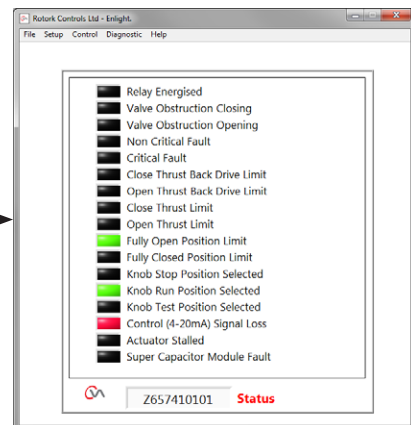 Rotork Controls Ltd - Enlight.
File Setup Control Diagnostic Help
Relay Energised
Valve Obstruction Closing
Valve Obstruction Opening
Non Critical Fault
Critical Fault
Close Thrust Back Drive Limit
Open Thrust Back Drive Limit
Close Thrust Limit
Open Thrust Limit
Fully Open Position Limit
Fully Closed Position Limit
Knob Stop Position Selected
Knob Run Position Selected
Knob Test Position Selected
Control (4-20mA) Signal Loss
Actuator Stalled
Super Capacitor Module Fault
Z657410101 Status